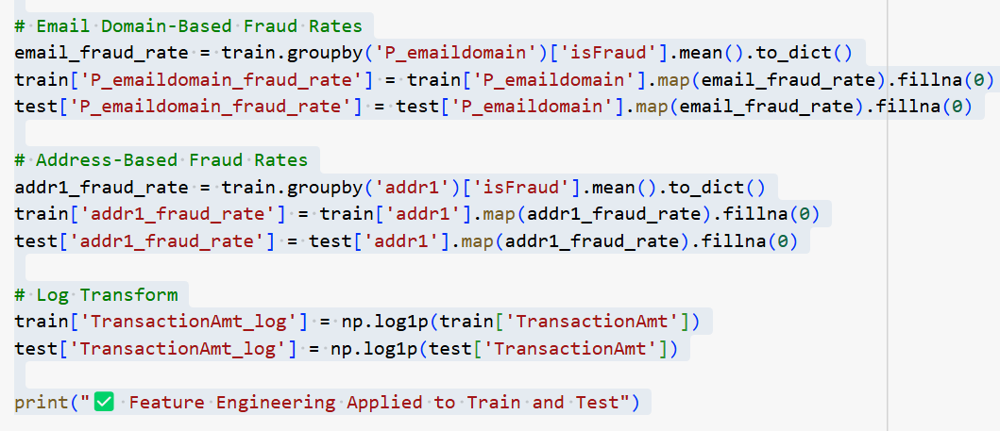 # Email Domain-Based Fraud Rates
email_fraud_rate = train.groupby('P_emaildomain')['isFraud'].mean().to_dict()
train['P_emaildomain_fraud_rate'] = train['P_emaildomain'].map(email_fraud_rate).fillna(0)
test['P_emaildomain_fraud_rate'] = test['P_emaildomain'].map(email_fraud_rate).fillna(0)
# Address-Based Fraud Rates
addr1_fraud_rate = train.groupby('addr1')['isFraud'].mean().to_dict()
train['addr1_fraud_rate'] = train['addr1'].map(addr1_fraud_rate).fillna(0)
test['addr1_fraud_rate'] = test['addr1'].map(addr1_fraud_rate).fillna(0)
# Log Transform
train['TransactionAmt_log'] = np.log1p(train['TransactionAmt'])
test['TransactionAmt_log'] = np.log1p(test['TransactionAmt'])
print("✅ Feature Engineering Applied to Train and Test")